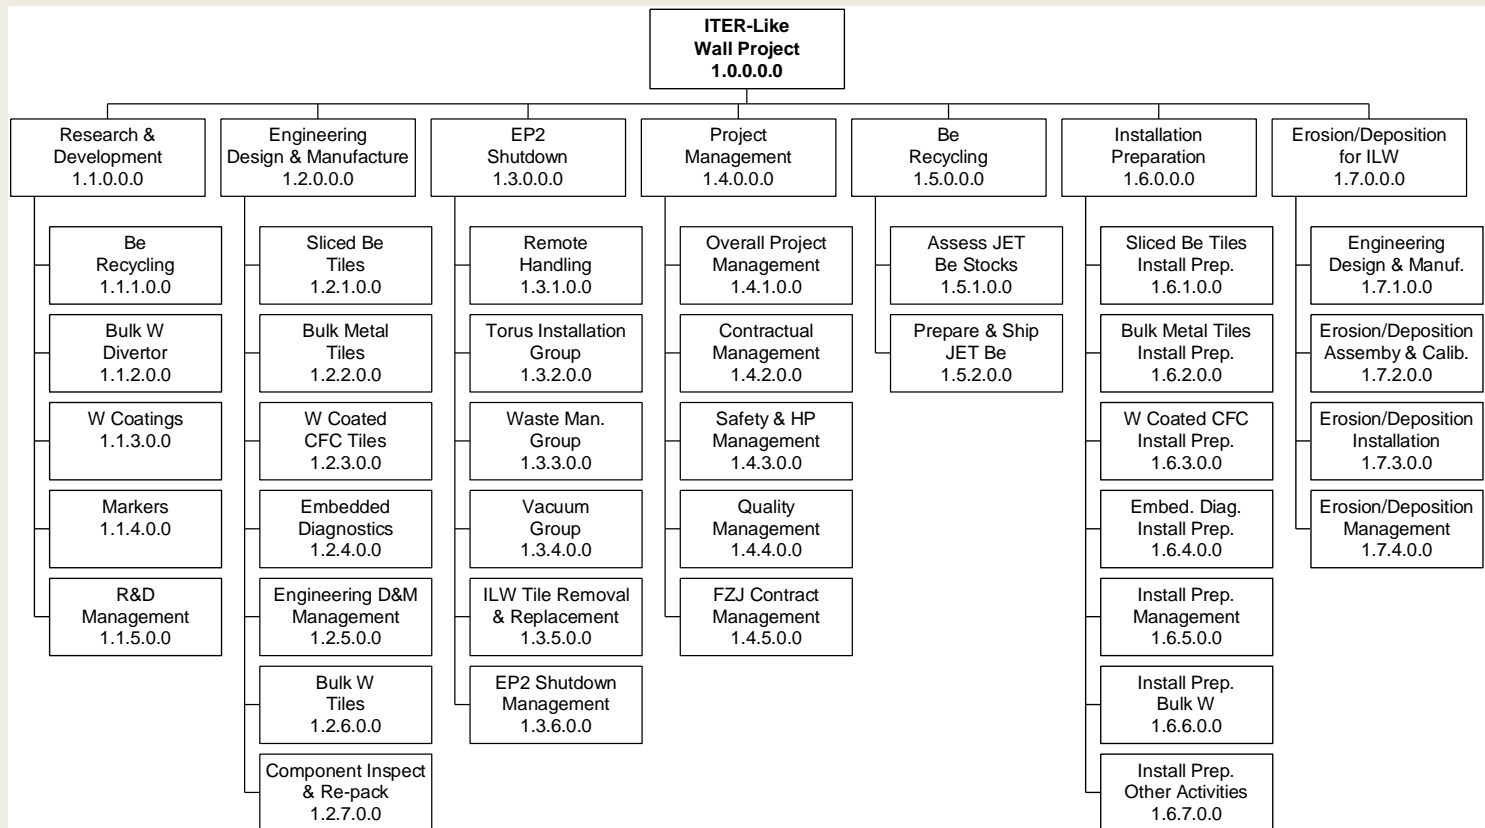 ITER-Like
Wall Project
1.0.0.0.0
Research &
Development
1.1.0.0.0
Be
Recycling
1.1.1.0.0
Bulk W
Divertor
1.1.2.0.0
W Coatings
1.1.3.0.0
Markers
1.1.4.0.0
R&D
Management
1.1.5.0.0
Engineering
Design & Manufacture
1.2.0.0.0
Sliced Be
Tiles
1.2.1.0.0
Bulk Metal
Tiles
1.2.2.0.0
W Coated
CFC Tiles
1.2.3.0.0
Embedded
Diagnostics
1.2.4.0.0
Engineering D&M
Management
1.2.5.0.0
Bulk W
Tiles
1.2.6.0.0
Component Inspect
& Re-pack
1.2.7.0.0
EP2
Shutdown
1.3.0.0.0
Remote
Handling
1.3.1.0.0
Torus Installation
Group
1.3.2.0.0
Waste Man.
Group
1.3.3.0.0
Vacuum
Group
1.3.4.0.0
ILW Tile Removal
& Replacement
1.3.5.0.0
EP2 Shutdown
Management
1.3.6.0.0
Project
Management
1.4.0.0.0
Overall Project
Management
1.4.1.0.0
Contractual
Management
1.4.2.0.0
Safety & HP
Management
1.4.3.0.0
Quality
Management
1.4.4.0.0
FZJ Contract
Management
1.4.5.0.0
Be
Recycling
1.5.0.0.0
Assess JET
Be Stocks
1.5.1.0.0
Prepare & Ship
JET Be
1.5.2.0.0
Installation
Preparation
1.6.0.0.0
Sliced Be Tiles
Install Prep.
1.6.1.0.0
Bulk Metal Tiles
Install Prep.
1.6.2.0.0
W Coated CFC
Install Prep.
1.6.3.0.0
Embed. Diag.
Install Prep.
1.6.4.0.0
Install Prep.
Management
1.6.5.0.0
Install Prep.
Bulk W
1.6.6.0.0
Install Prep.
Other Activities
1.6.7.0.0
Erosion/Deposition
for ILW
1.7.0.0.0
Engineering
Design & Manuf.
1.7.1.0.0
Erosion/Deposition
Assemby & Calib.
1.7.2.0.0
Erosion/Deposition
Installation
1.7.3.0.0
Erosion/Deposition
Management
1.7.4.0.0